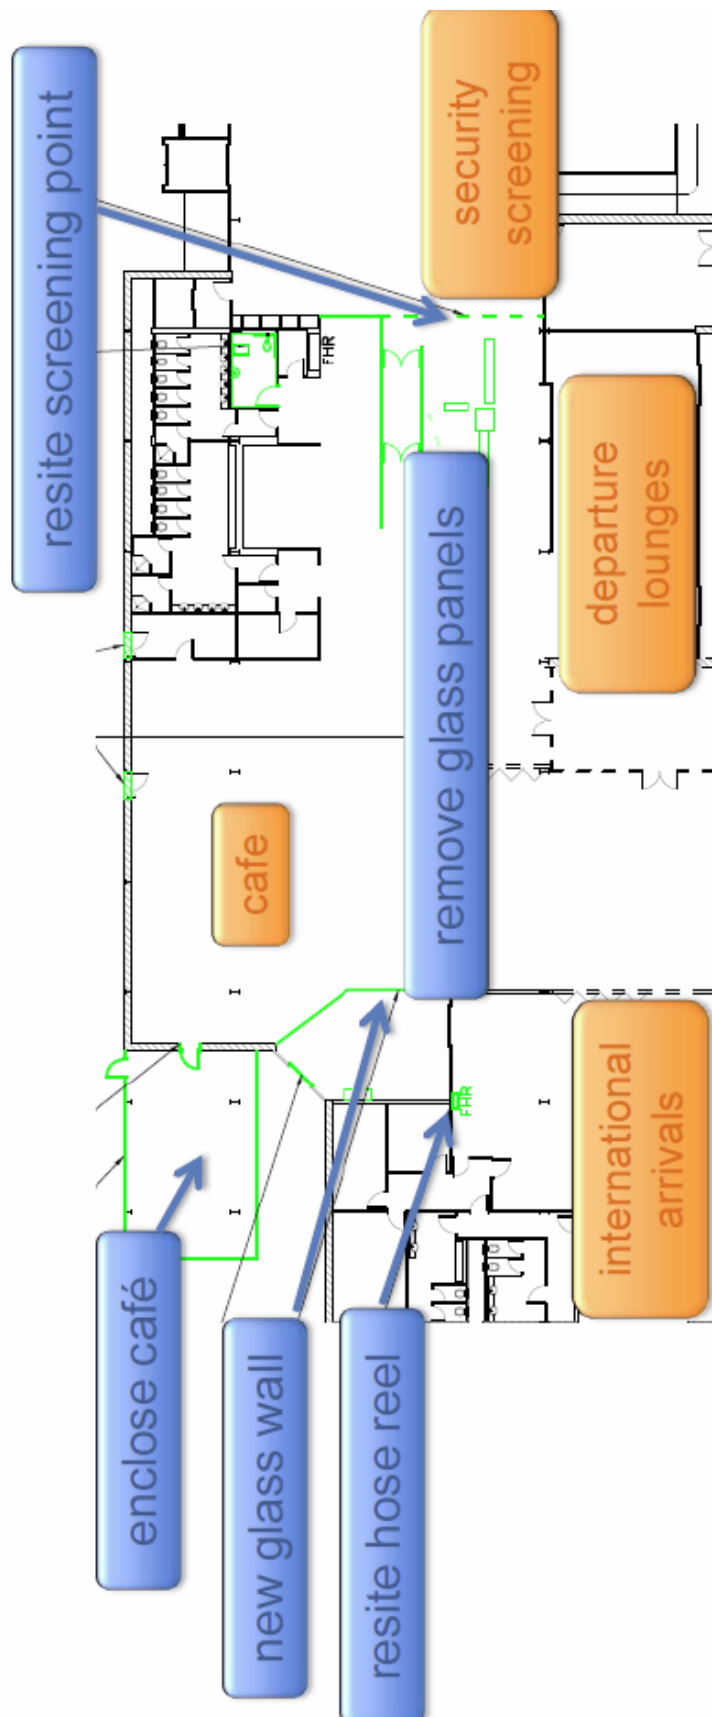 resite screening point
security
screening
FHR
departure
lounges
remove glass panels
cafe
FHR
international
arrivals
enclose café
new glass wall
resite hose reel